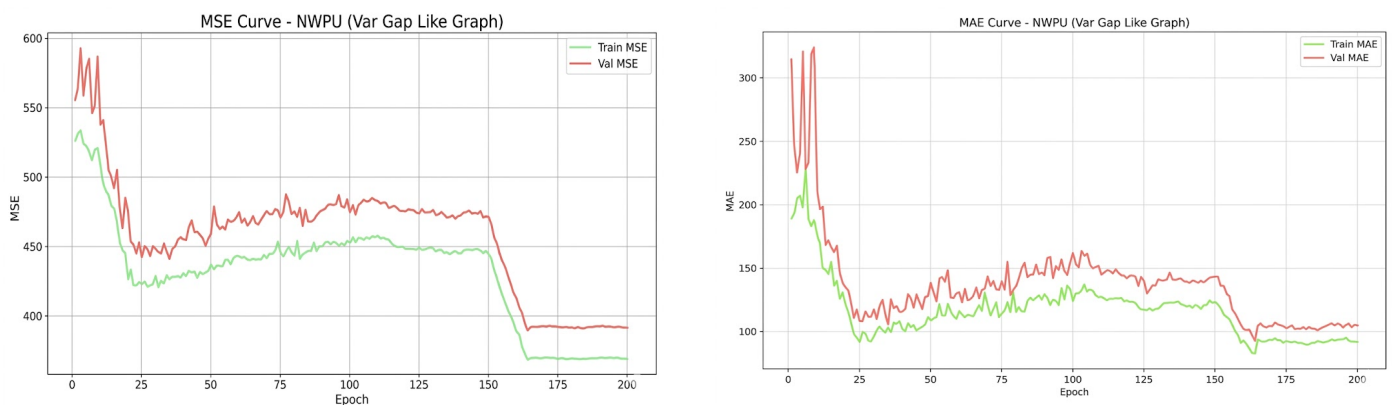 MSE Curve - NWPU (Var Gap Like Graph)
600
550
500
450
400
MSE
Train MSE
Val MSE
0 25 50 75 100 125 150 175 200
Epoch
MAE Curve - NWPU (Var Gap Like Graph)
300
250
200
150
100
MAE
Train MAE
Val MAE
0 25 50 75 100 125 150 175 200
Epoch